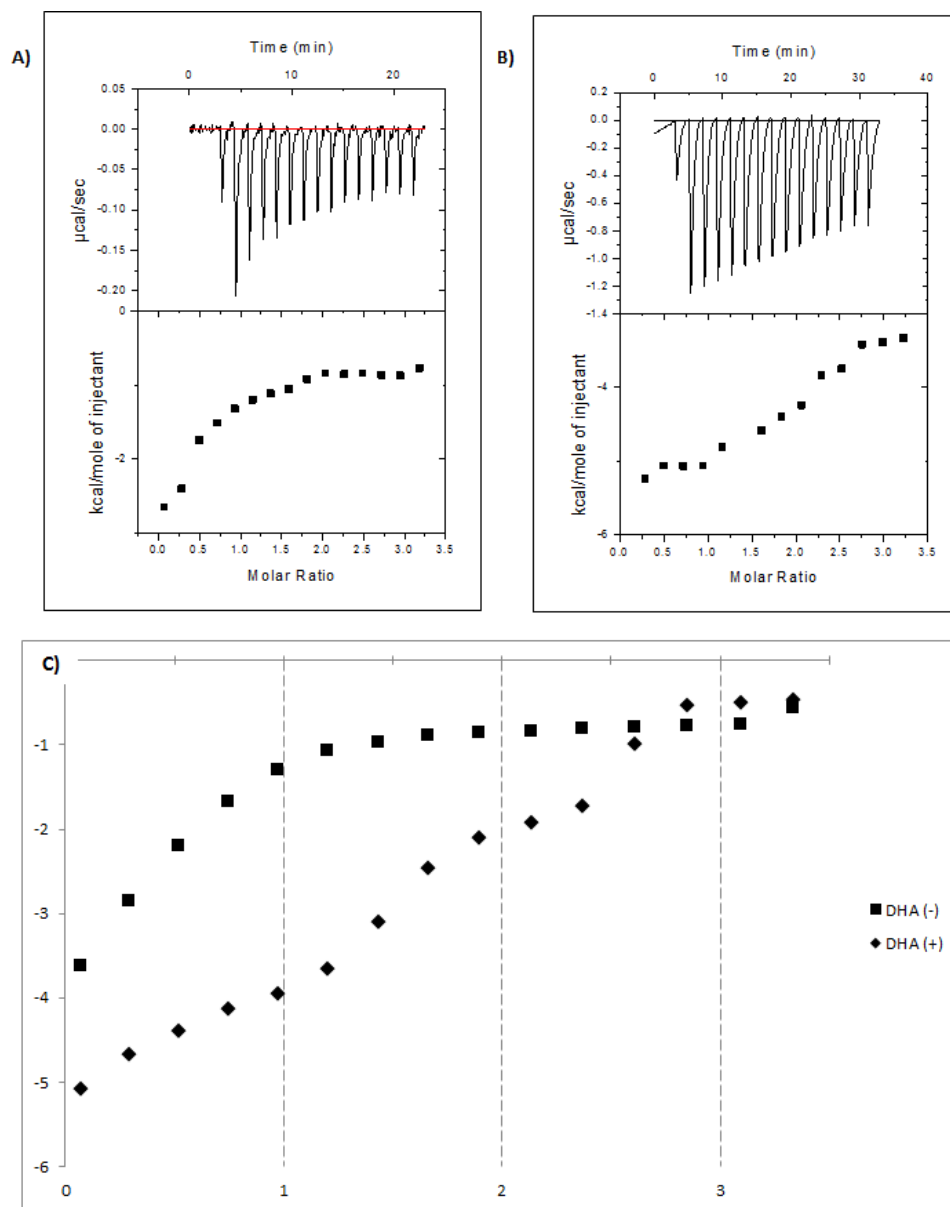 A)
Time (min)
0 10 20
0.05
0.00
-0.05
-0.10
-0.15
-0.20
µcal/sec
0
-2
kcal/mole of injectant
0.0 0.5 1.0 1.5 2.0 2.5 3.0 3.5
Molar Ratio
B)
Time (min)
0 10 20 30 40
0.2
0.0
-0.2
-0.4
-0.6
-0.8
-1.0
-1.2
-1.4
µcal/sec
-4
-6
kcal/mole of injectant
0.0 0.5 1.0 1.5 2.0 2.5 3.0 3.5
Molar Ratio
C)
-1
-2
-3
-4
-5
-6
0 1 2 3
DHA (-)
DHA (+)